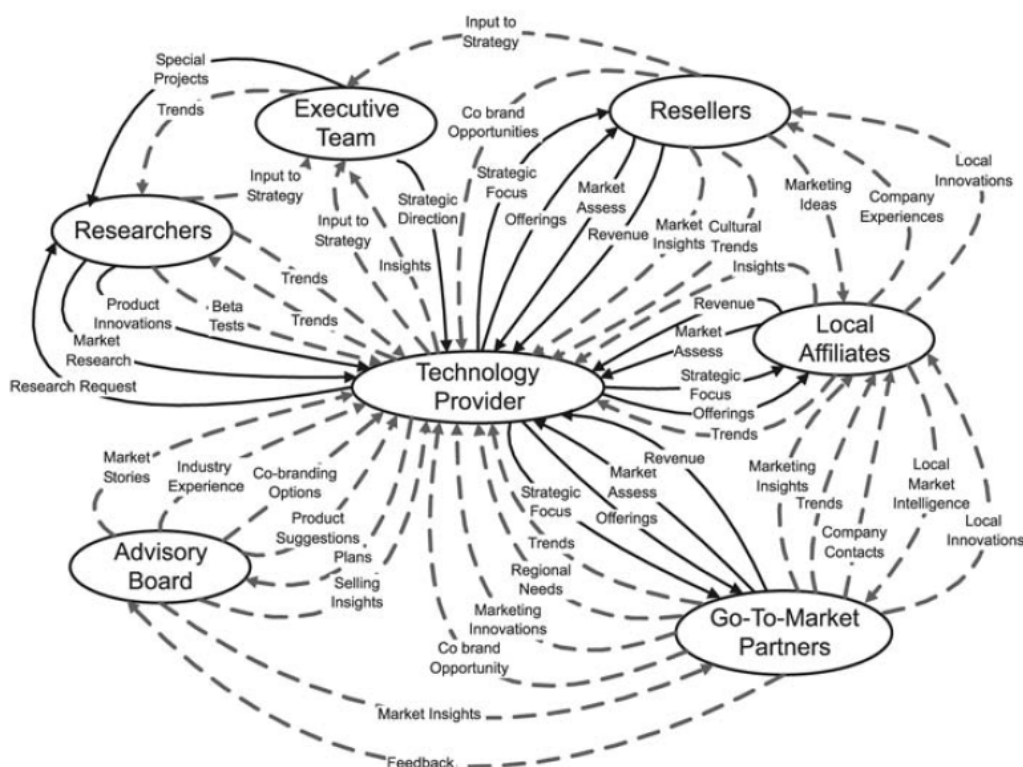 Input to
Strategy
Special
Projects
Trends
Executive
Team
Co brand
Opportunities
Resellers
Local
Innovations
Input to
Strategy
Strategic
Focus
Market
Assess
Marketing
Ideas
Company
Experiences
Researchers
Input to
Strategy
Strategic
Direction
Offerings
Revenue
Market
Insights
Cultural
Trends
Insights
Insights
Trends
Product
Innovations
Beta
Tests
Trends
Revenue
Local
Affiliates
Market
Research
Market
Assess
Research Request
Technology
Provider
Strategic
Focus
Offerings
Trends
Market
Stories
Industry
Experience
Co-branding
Options
Revenue
Market
Assess
Marketing
Insights
Local
Market
Intelligence
Strategic
Focus
Offerings
Trends
Product
Suggestions
Company
Contacts
Local
Innovations
Advisory
Board
Plans
Trends
Selling
Insights
Regional
Needs
Marketing
Innovations
Go-To-Market
Partners
Co brand
Opportunity
Market Insights
Feedback